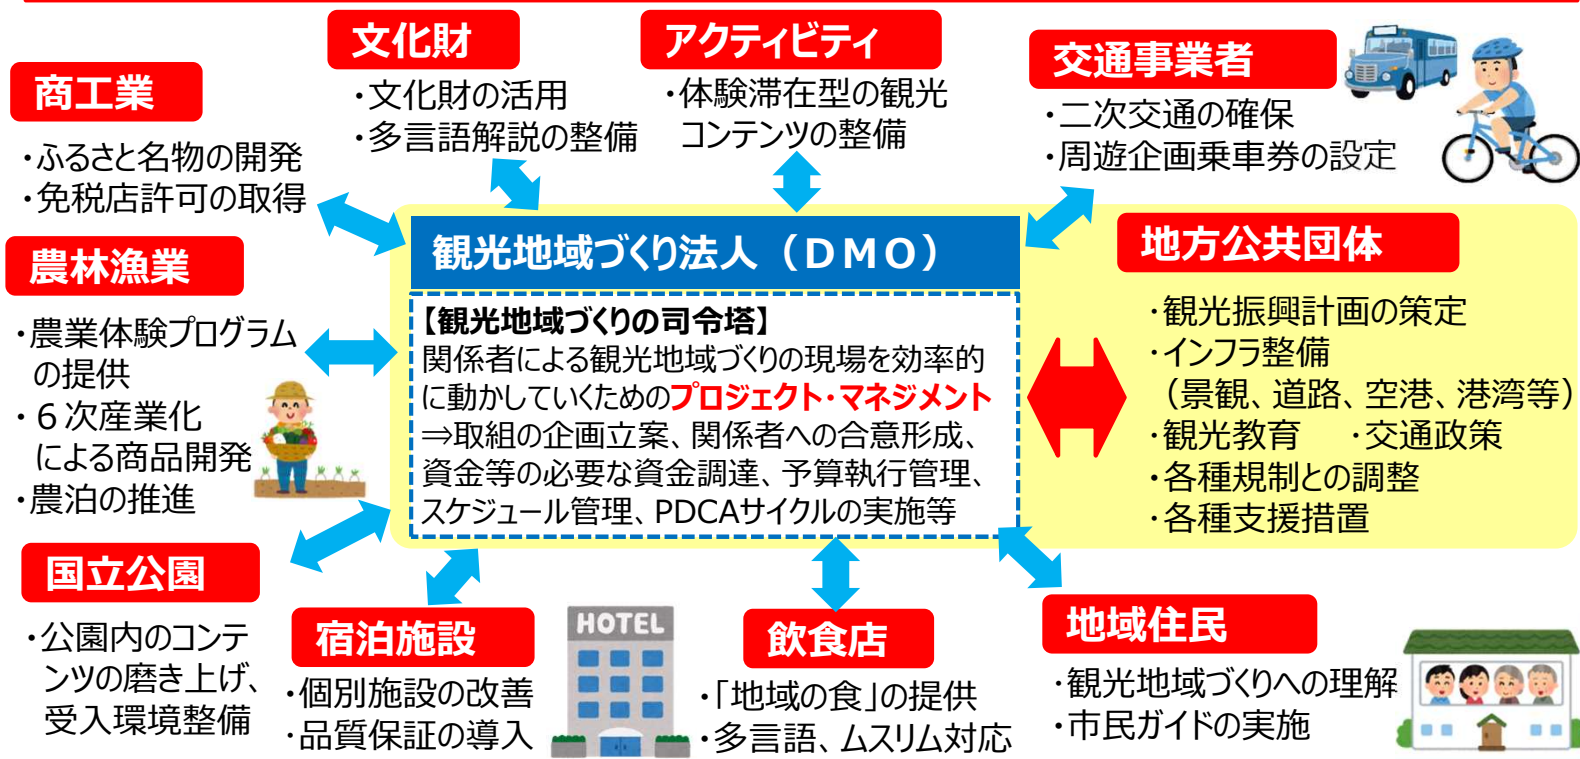 文化財
・文化財の活用
・多言語解説の整備
アクティビティ
・体験滞在型の観光
コンテンツの整備
交通事業者
・二次交通の確保
・周遊企画乗車券の設定
商工業
・ふるさと名物の開発
・免税店許可の取得
農林漁業
・農業体験プログラム
の提供
・６次産業化
による商品開発
・農泊の推進
観光地域づくり法人（ＤＭＯ）
【観光地域づくりの司令塔】
関係者による観光地域づくりの現場を効率的
に動かしていくためのプロジェクト・マネジメント
⇒取組の企画立案、関係者への合意形成、
資金等の必要な資金調達、予算執行管理、
スケジュール管理、PDCAサイクルの実施等
地方公共団体
・観光振興計画の策定
・インフラ整備
（景観、道路、空港、港湾等）
・観光教育　・交通政策
・各種規制との調整
・各種支援措置
国立公園
・公園内のコンテ
ンツの磨き上げ、
受入環境整備
宿泊施設
・個別施設の改善
・品質保証の導入
HOTEL
飲食店
・「地域の食」の提供
・多言語、ムスリム対応
地域住民
・観光地域づくりへの理解
・市民ガイドの実施